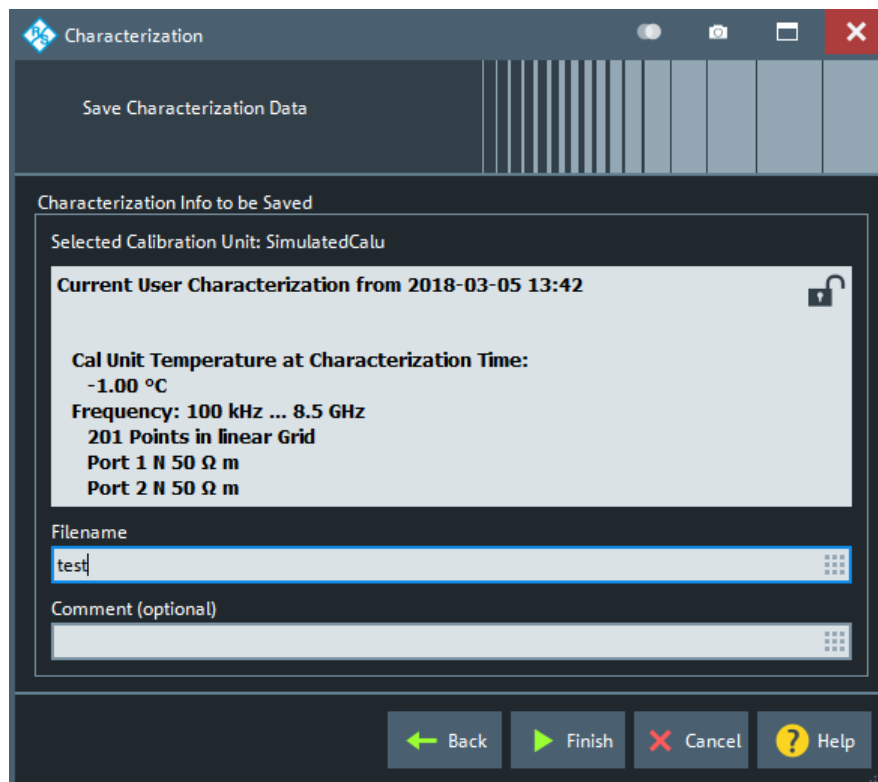 R&S Characterization
Save Characterization Data
Characterization Info to be Saved
Selected Calibration Unit: SimulatedCalu
Current User Characterization from 2018-03-05 13:42
Cal Unit Temperature at Characterization Time:
-1.00 °C
Frequency: 100 kHz ... 8.5 GHz
201 Points in linear Grid
Port 1 N 50 Ω m
Port 2 N 50 Ω m
Filename
test
Comment (optional)
Back Finish Cancel ? Help